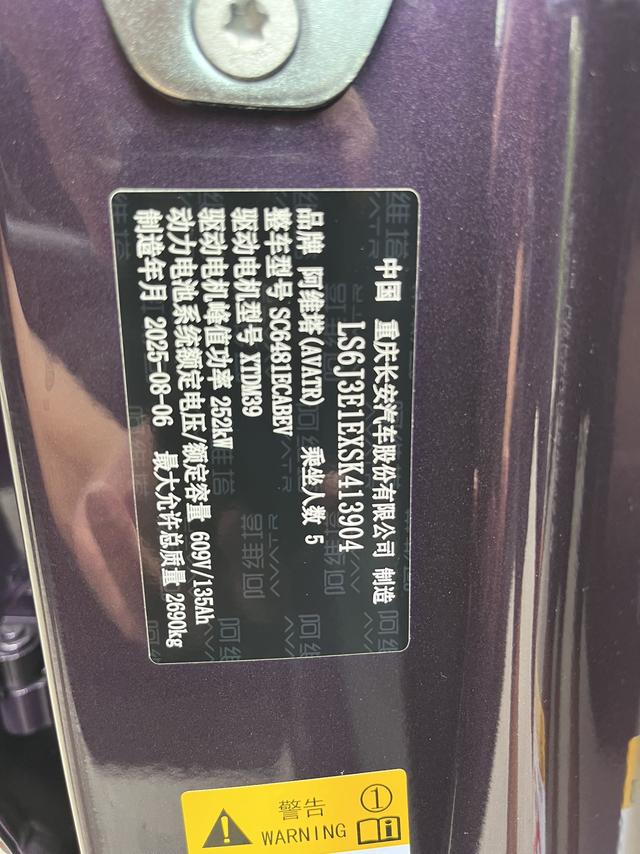 中国 重庆长安汽车股份有限公司 制造
LS6J3E1EXSK413904
品牌 阿维塔(AVATR) 乘坐人数 5
整车型号 SC6481ECABEV
驱动电机型号 XTDM39
驱动电机峰值功率 252kW
动力电池系统额定电压/额定容量 609V/135Ah
制造年月 2025-08-06 最大允许总质量 2690kg
警告 ①
WARNING